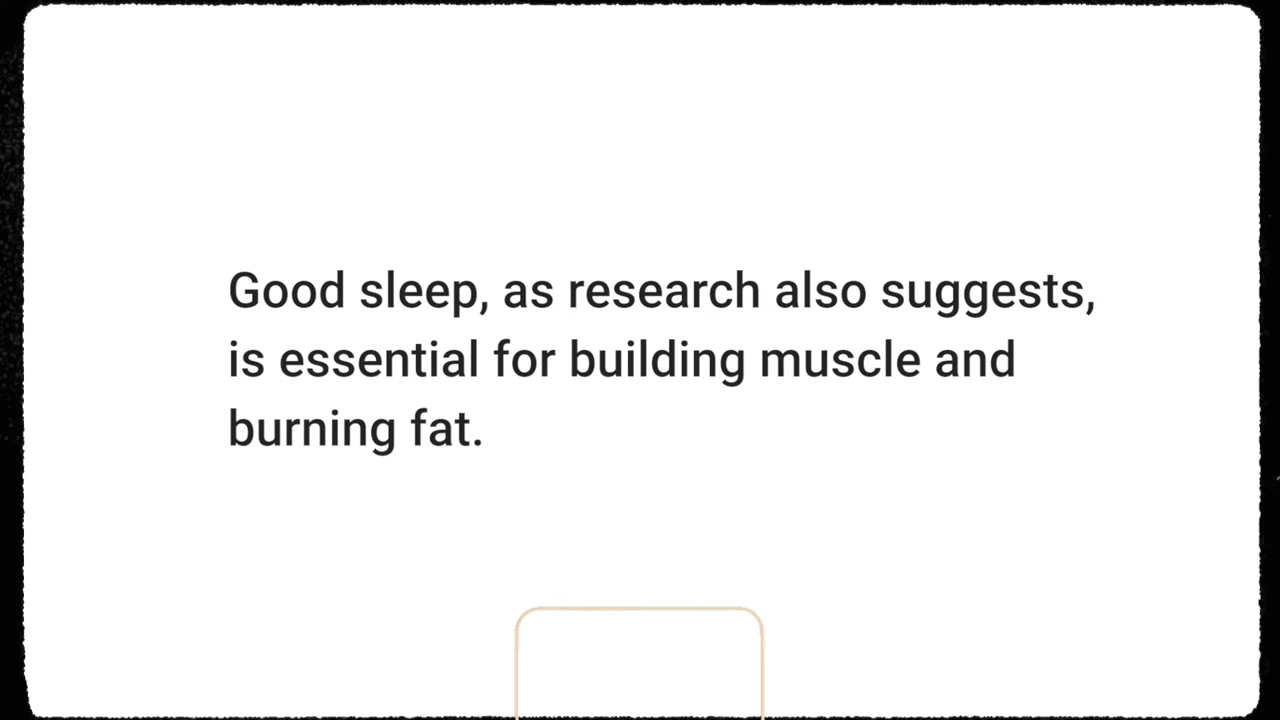 Good sleep, as research also suggests,
is essential for building muscle and
burning fat.